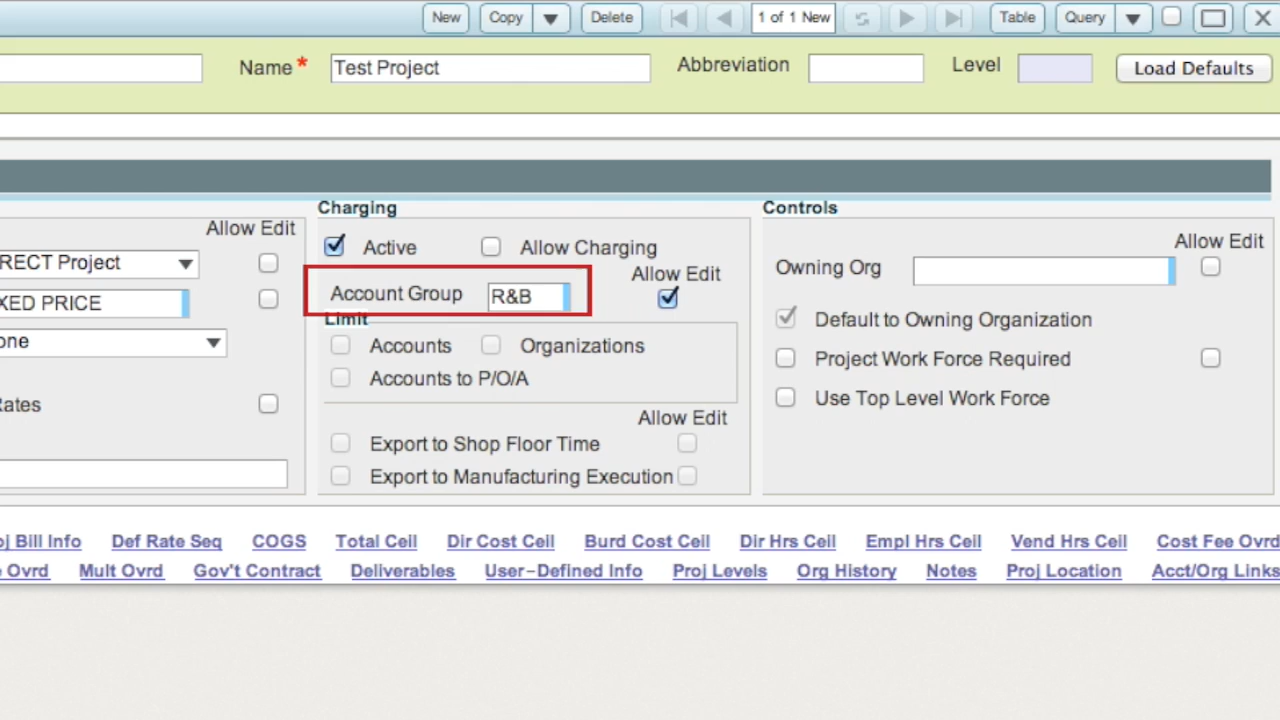 New Copy Delete 1 of 1 New Table Query
Name * Test Project Abbreviation Level Load Defaults
Charging Controls
Allow Edit
Active Allow Charging
Allow Edit
RECT Project
Owning Org
Allow Edit
Account Group R&B
XED PRICE
Limit
Default to Owning Organization
one
Accounts Organizations
Project Work Force Required
Accounts to P/O/A
Use Top Level Work Force
Rates
Allow Edit
Export to Shop Floor Time
Export to Manufacturing Execution
oj Bill Info Def Rate Seq COGS Total Ceil Dir Cost Ceil Burd Cost Ceil Dir Hrs Ceil Empl Hrs Ceil Vend Hrs Ceil Cost Fee Ovrd
e Ovrd Mult Ovrd Gov't Contract Deliverables User-Defined Info Proj Levels Org History Notes Proj Location Acct/Org Links